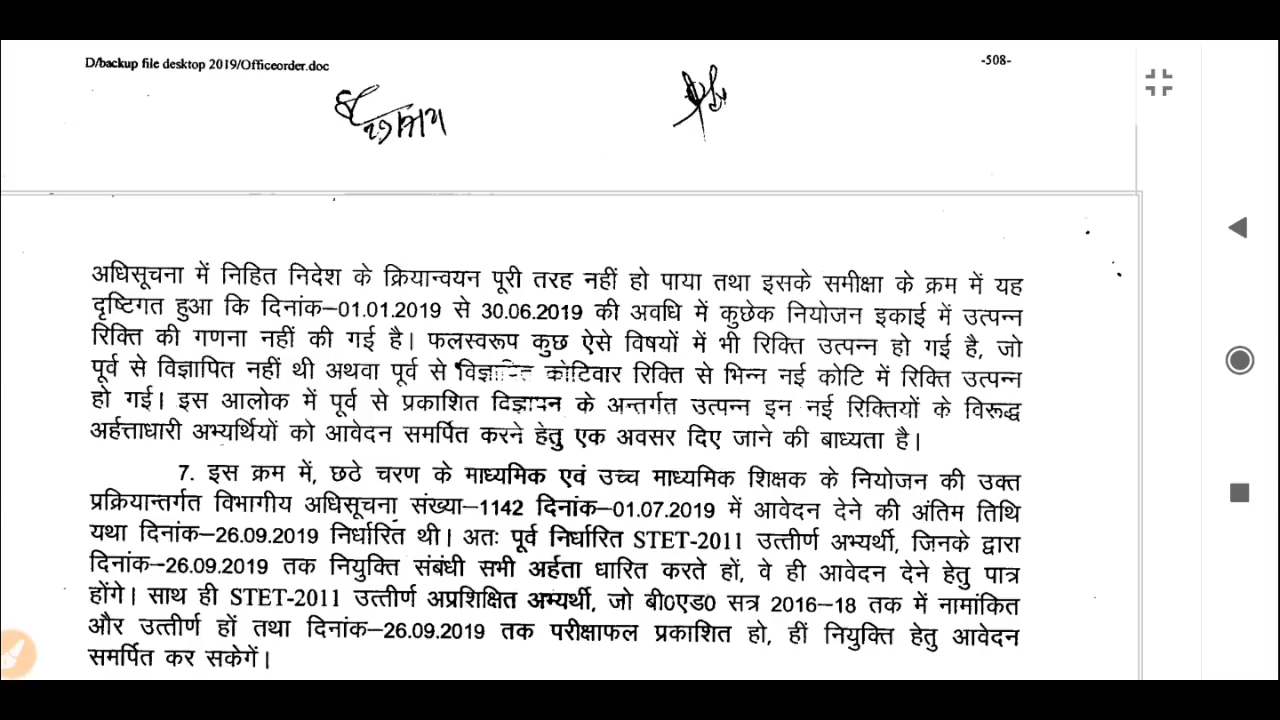 D/backup file desktop 2019/Officeorder.doc
-508-
अधिसूचना में निहित निदेश के क्रियान्वयन पूरी तरह नहीं हो पाया तथा इसके समीक्षा के क्रम में यह
दृष्टिगत हुआ कि दिनांक-01.01.2019 से 30.06.2019 की अवधि में कुछेक नियोजन इकाई में उत्पन्न
रिक्ति की गणना नहीं की गई है। फलस्वरूप कुछ ऐसे विषयों में भी रिक्ति उत्पन्न हो गई है, जो
पूर्व से विज्ञापित नहीं थी अथवा पूर्व से विज्ञापित कोटिवार रिक्ति से भिन्न नई कोटि में रिक्ति उत्पन्न
हो गई। इस आलोक में पूर्व से प्रकाशित विज्ञापन के अन्तर्गत उत्पन्न इन नई रिक्तियों के विरूद्ध
अर्हत्ताधारी अभ्यर्थियों को आवेदन समर्पित करने हेतु एक अवसर दिए जाने की बाध्यता है।
7. इस क्रम में, छठे चरण के माध्यमिक एवं उच्च माध्यमिक शिक्षक के नियोजन की उक्त
प्रक्रियान्तर्गत विभागीय अधिसूचना संख्या-1142 दिनांक-01.07.2019 में आवेदन देने की अंतिम तिथि
यथा दिनांक-26.09.2019 निर्धारित थी। अतः पूर्व निर्धारित STET-2011 उत्तीर्ण अभ्यर्थी, जिनके द्वारा
दिनांक-26.09.2019 तक नियुक्ति संबंधी सभी अर्हता धारित करते हों, वे ही आवेदन देने हेतु पात्र
होंगे। साथ ही STET-2011 उत्तीर्ण अप्रशिक्षित अभ्यर्थी, जो बी0एड0 सत्र 2016-18 तक में नामांकित
और उत्तीर्ण हों तथा दिनांक-26.09.2019 तक परीक्षाफल प्रकाशित हो, हीं नियुक्ति हेतु आवेदन
समर्पित कर सकेगें।